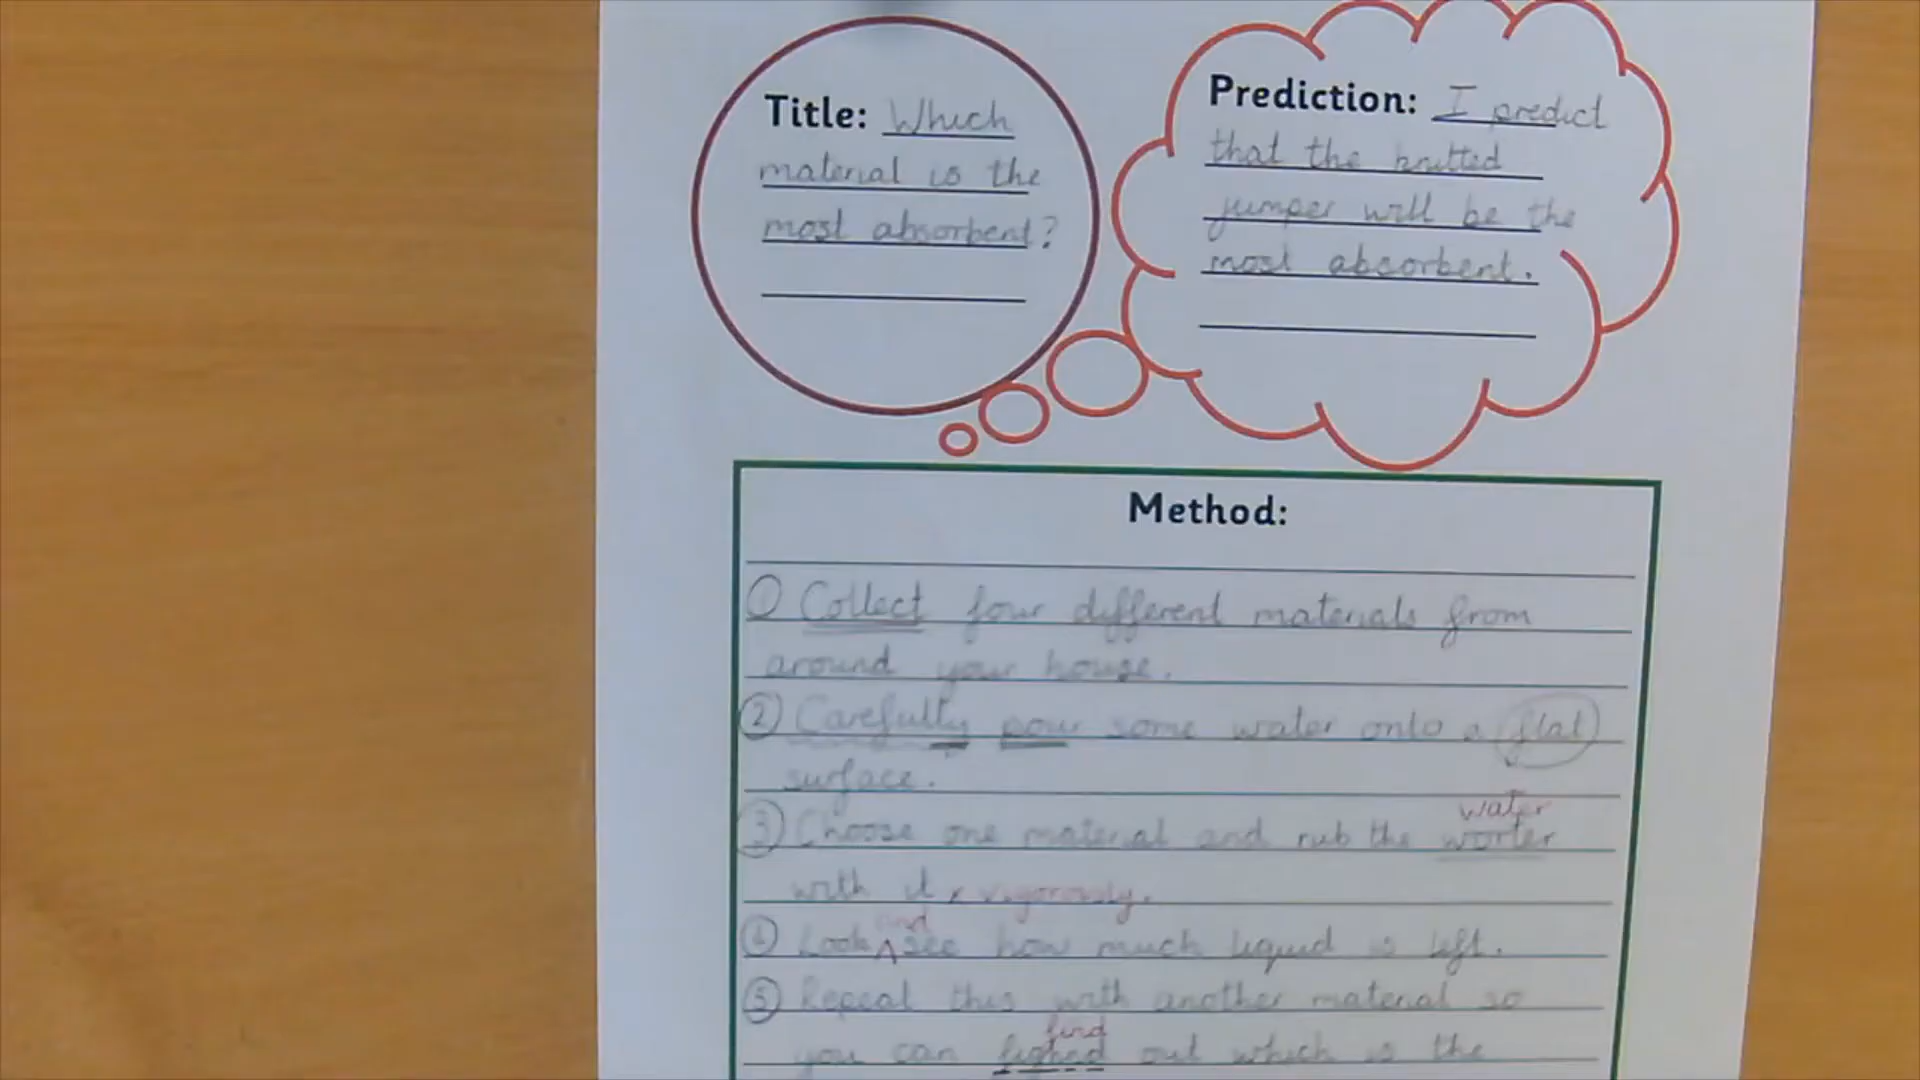 Title: Which
material is the
most absorbent?
Prediction: I predict
that the knitted
jumper will be the
most absorbent.
Method:
① Collect four different materials from
around your house.
② Carefully pour some water onto a flat
surface.
water
③ Choose one material and rub the worter
with it vigorously.
and
④ Look see how much liquid is left.
⑤ Repeat this with another material so
find
you can out which is the